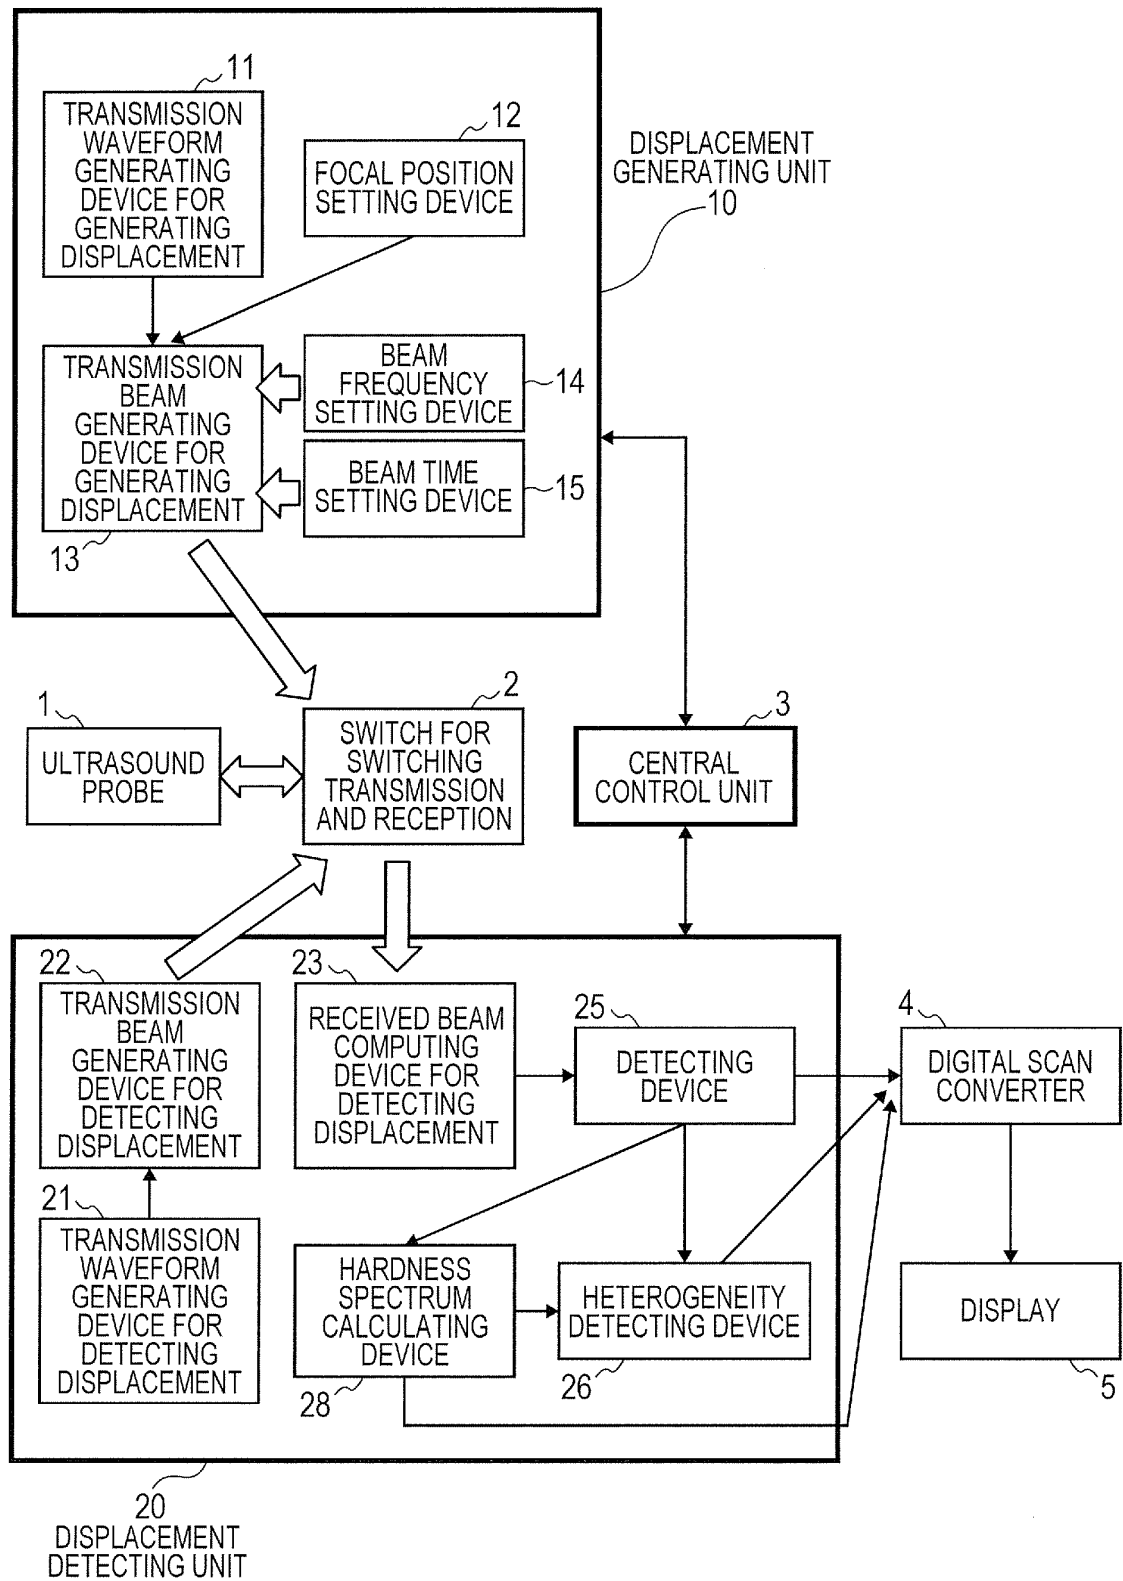 11
TRANSMISSION
WAVEFORM
GENERATING
DEVICE FOR
GENERATING
DISPLACEMENT
12
FOCAL POSITION
SETTING DEVICE
DISPLACEMENT
GENERATING UNIT
10
TRANSMISSION
BEAM
GENERATING
DEVICE FOR
GENERATING
DISPLACEMENT
13
BEAM
FREQUENCY
SETTING DEVICE
14
BEAM TIME
SETTING DEVICE
15
1
ULTRASOUND
PROBE
2
SWITCH FOR
SWITCHING
TRANSMISSION
AND RECEPTION
3
CENTRAL
CONTROL UNIT
22
TRANSMISSION
BEAM
GENERATING
DEVICE FOR
DETECTING
DISPLACEMENT
23
RECEIVED BEAM
COMPUTING
DEVICE FOR
DETECTING
DISPLACEMENT
25
DETECTING
DEVICE
4
DIGITAL SCAN
CONVERTER
21
TRANSMISSION
WAVEFORM
GENERATING
DEVICE FOR
DETECTING
DISPLACEMENT
HARDNESS
SPECTRUM
CALCULATING
DEVICE
28
HETEROGENEITY
DETECTING DEVICE
26
DISPLAY
5
20
DISPLACEMENT
DETECTING UNIT